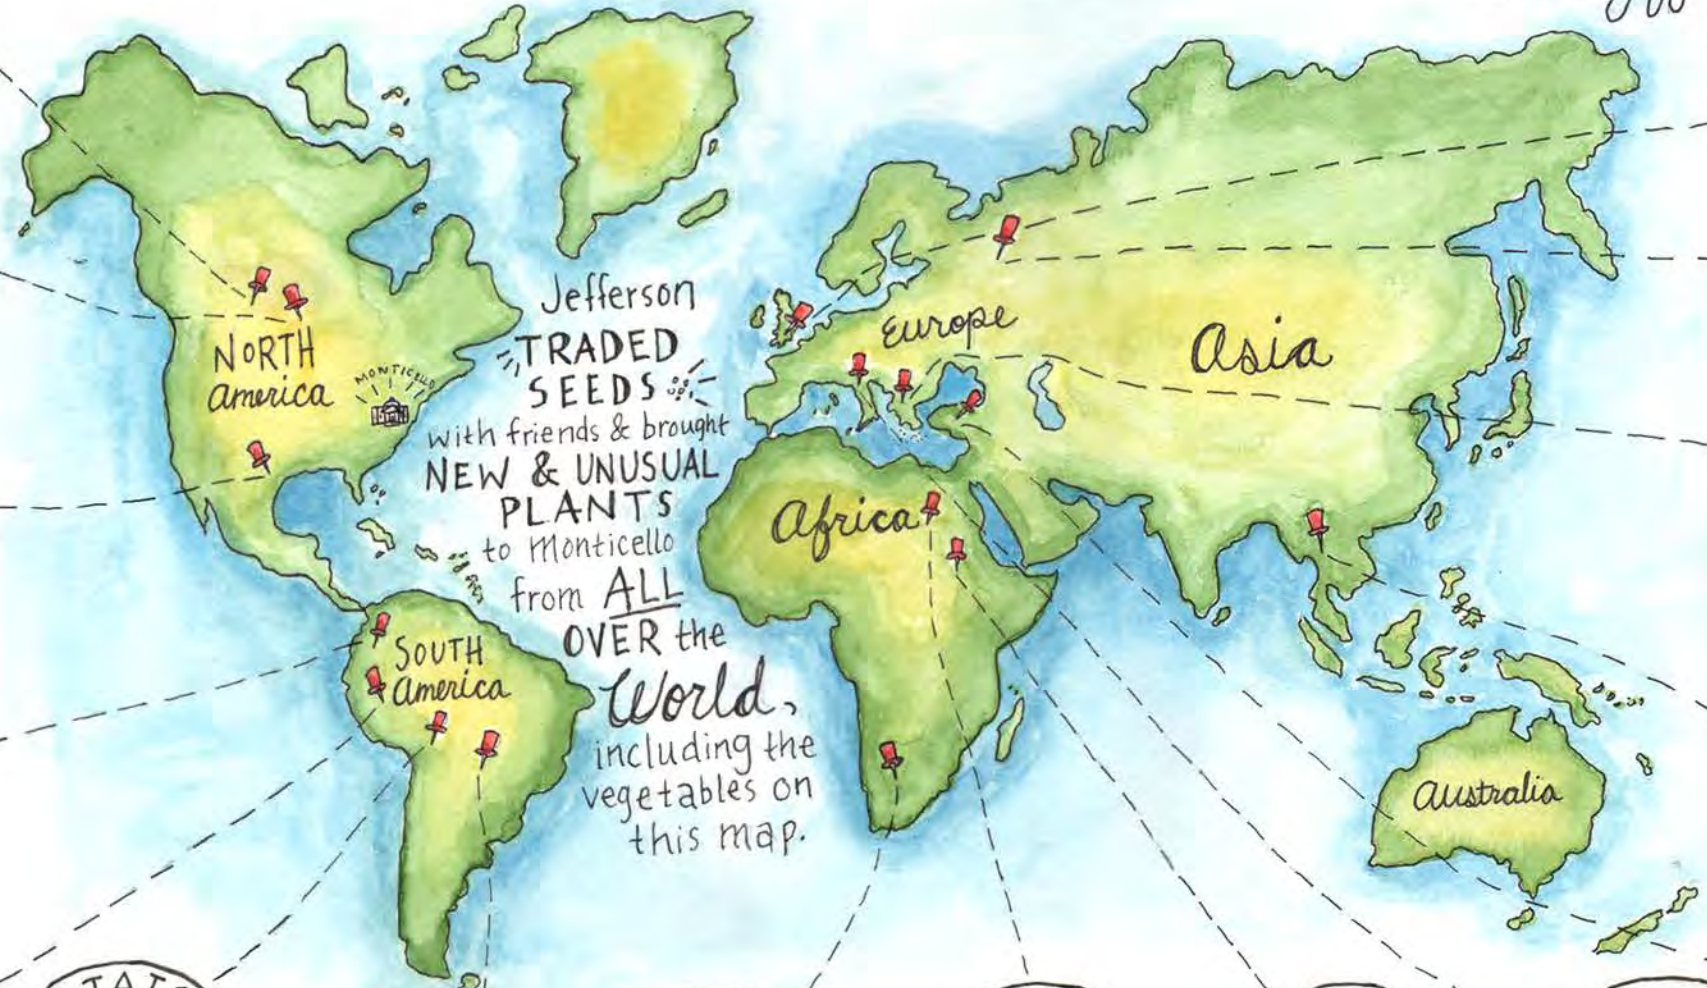 Jefferson
TRADED
SEEDS
with friends & brought
NEW & UNUSUAL
PLANTS
to Monticello
from ALL
OVER the
World,
including the
vegetables on
this map.
NORTH
america
MONTICELLO
SOUTH
america
Europe
asia
africa
australia